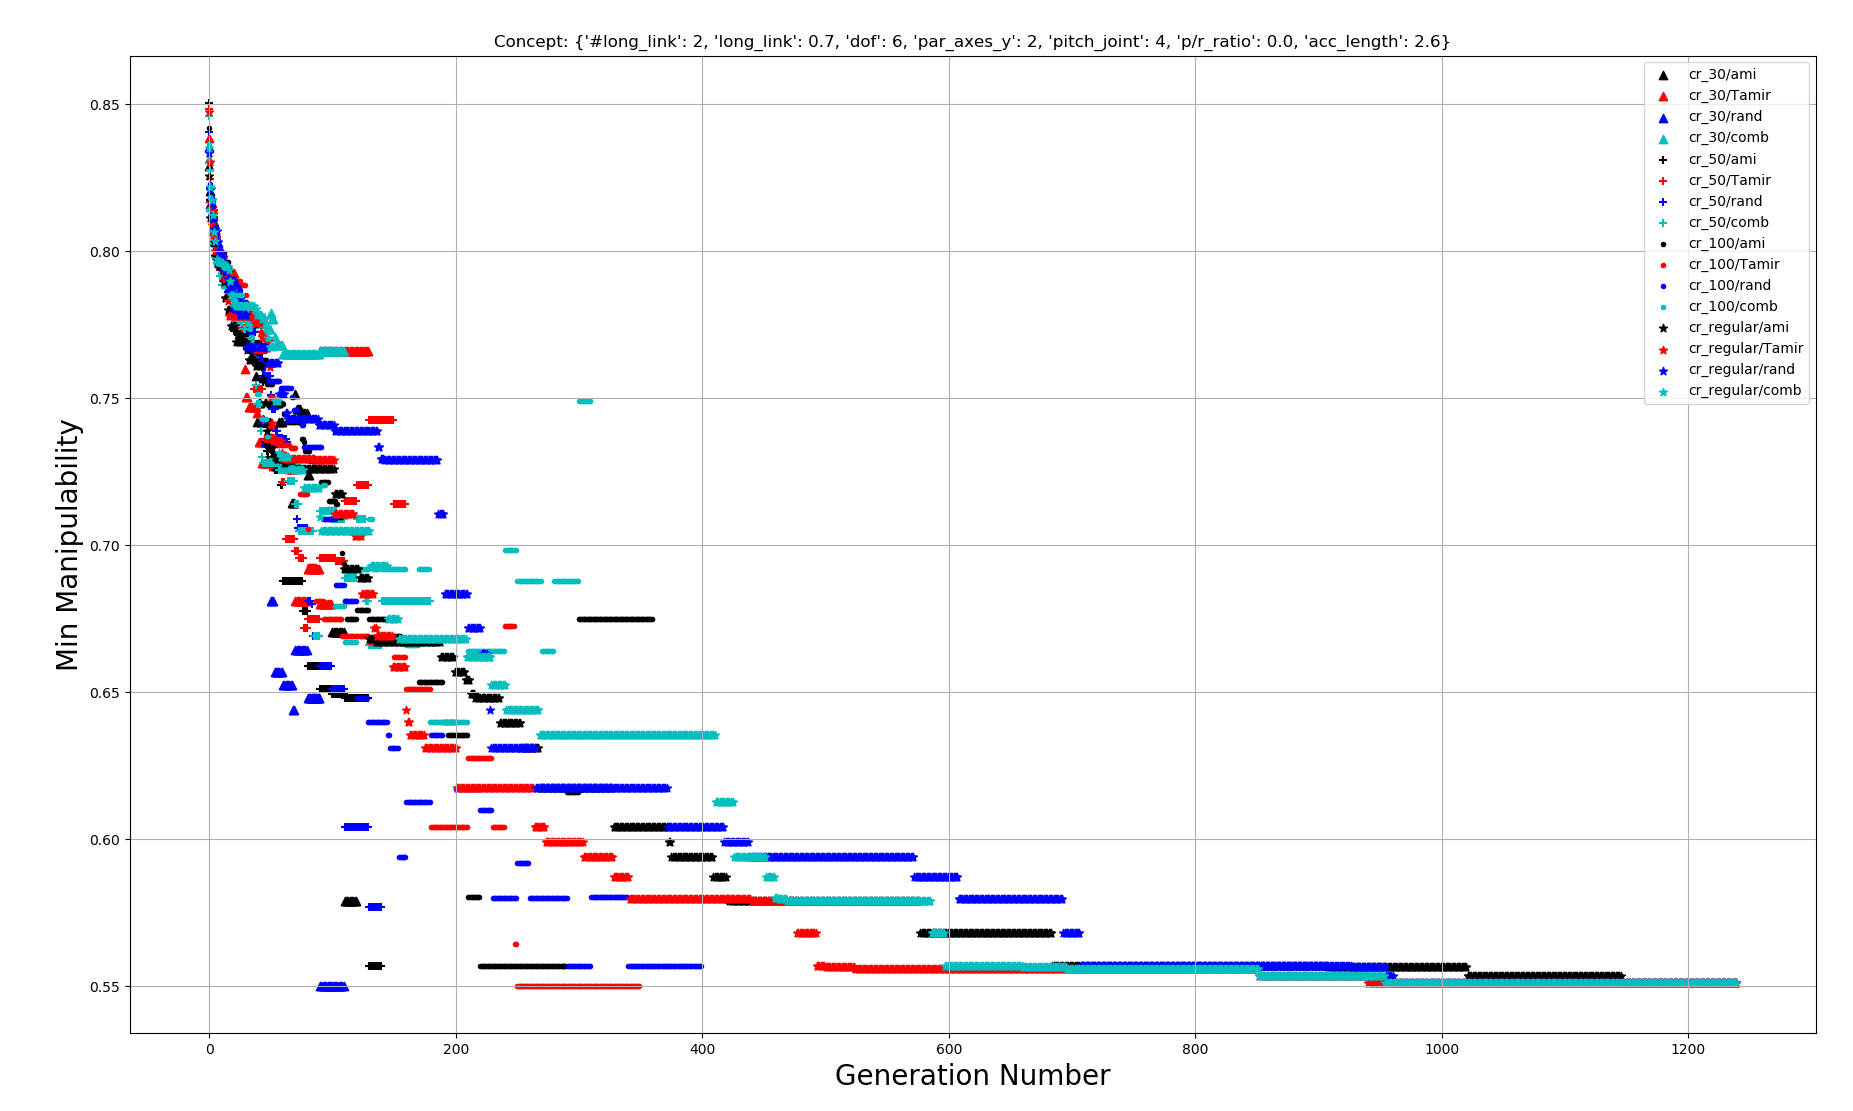 Concept: {'#long_link': 2, 'long_link': 0.7, 'dof': 6, 'par_axes_y': 2, 'pitch_joint': 4, 'p/r_ratio': 0.0, 'acc_length': 2.6}
cr_30/ami
cr_30/Tamir
cr_30/rand
cr_30/comb
cr_50/ami
cr_50/Tamir
cr_50/rand
cr_50/comb
cr_100/ami
cr_100/Tamir
cr_100/rand
cr_100/comb
cr_regular/ami
cr_regular/Tamir
cr_regular/rand
cr_regular/comb
Min Manipulability
0.85
0.80
0.75
0.70
0.65
0.60
0.55
0 200 400 600 800 1000 1200
Generation Number